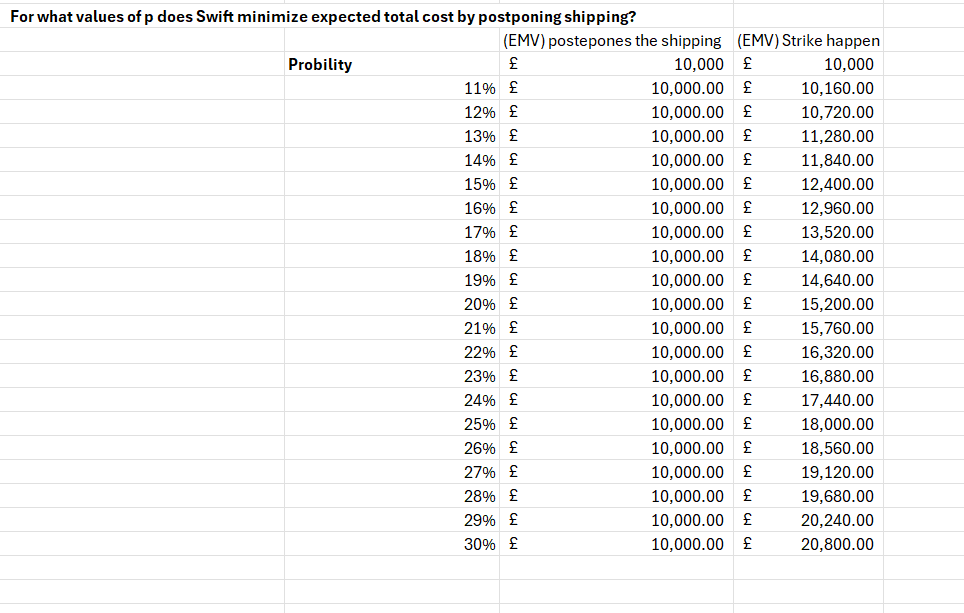 For what values of p does Swift minimize expected total cost by postponing shipping?
(EMV) postepones the shipping (EMV) Strike happen
Probility £ 10,000 £ 10,000
11% £ 10,000.00 £ 10,160.00
12% £ 10,000.00 £ 10,720.00
13% £ 10,000.00 £ 11,280.00
14% £ 10,000.00 £ 11,840.00
15% £ 10,000.00 £ 12,400.00
16% £ 10,000.00 £ 12,960.00
17% £ 10,000.00 £ 13,520.00
18% £ 10,000.00 £ 14,080.00
19% £ 10,000.00 £ 14,640.00
20% £ 10,000.00 £ 15,200.00
21% £ 10,000.00 £ 15,760.00
22% £ 10,000.00 £ 16,320.00
23% £ 10,000.00 £ 16,880.00
24% £ 10,000.00 £ 17,440.00
25% £ 10,000.00 £ 18,000.00
26% £ 10,000.00 £ 18,560.00
27% £ 10,000.00 £ 19,120.00
28% £ 10,000.00 £ 19,680.00
29% £ 10,000.00 £ 20,240.00
30% £ 10,000.00 £ 20,800.00